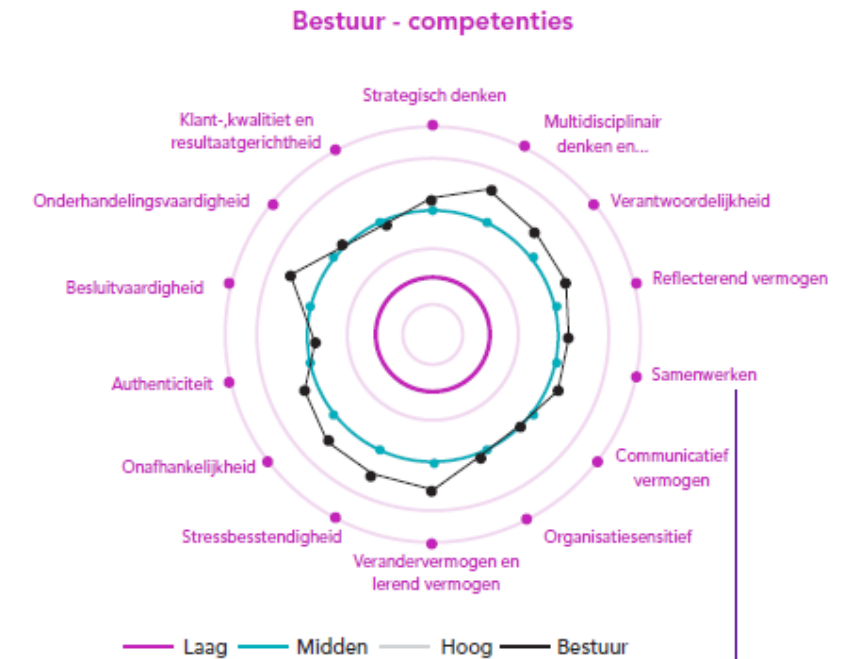 Bestuur - competenties
Strategisch denken
Multidisciplinair
denken en...
Verantwoordelijkheid
Reflecterend vermogen
Samenwerken
Communicatief
vermogen
Organisatiesensitief
Verandervermogen en
lerend vermogen
Stressbesstendigheid
Onafhankelijkheid
Authenticiteit
Besluitvaardigheid
Onderhandelingsvaardigheid
Klant-,kwalitiet en
resultaatgerichtheid
Laag
Midden
Hoog
Bestuur